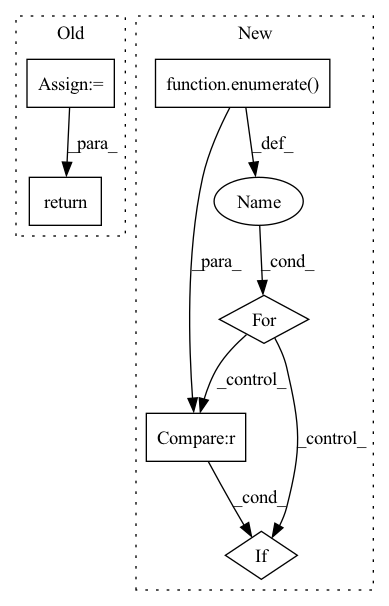 Old
New
Assign:=
function.enumerate()
_para_
_def_
return
Name
_para_
_cond_
For
_control_
_control_
Compare:r
_cond_
If